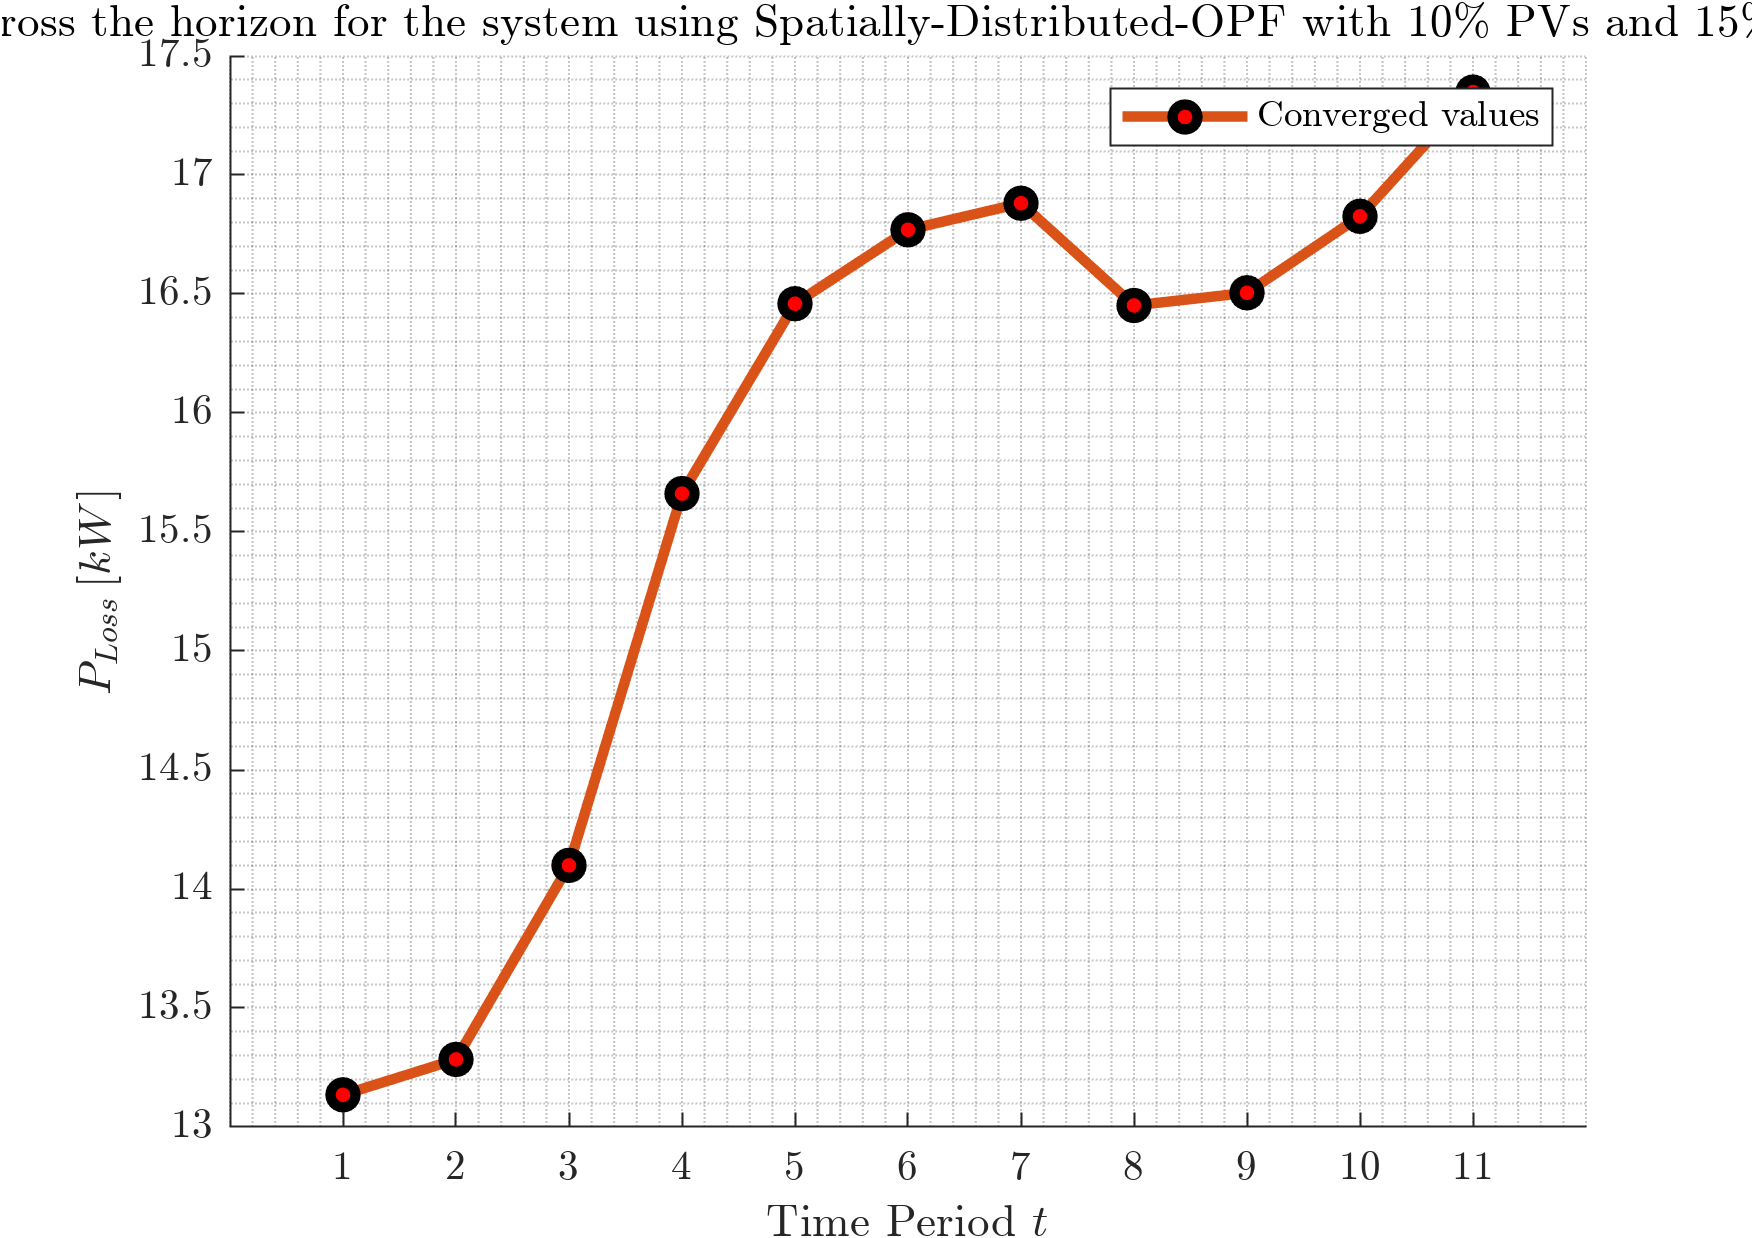 ross the horizon for the system using Spatially-Distributed-OPF with 10% PVs and 15%
17.5
17
16.5
16
15.5
15
14.5
14
13.5
13
P_{Loss} [kW]
Converged values
1 2 3 4 5 6 7 8 9 10 11
Time Period t